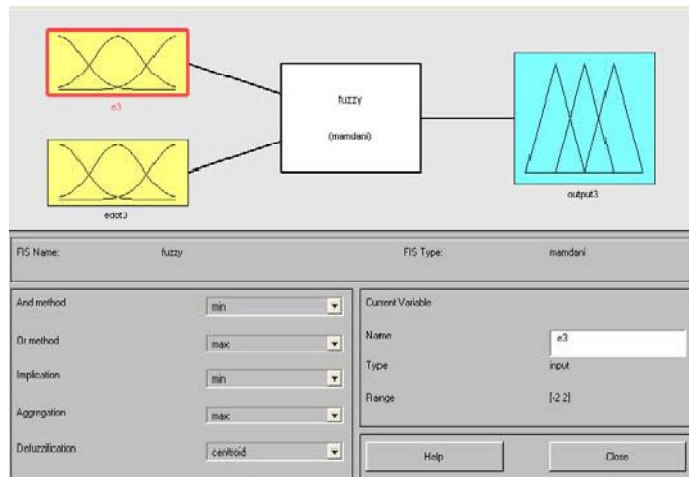 e3
fuzzy
(mamdani)
edot3
output3
FIS Name: fuzzy FIS Type: mamdani
And method min
Or method max
Implication min
Aggregation max
Defuzzification centroid
Current Variable
Name e3
Type input
Range [-2 2]
Help Close